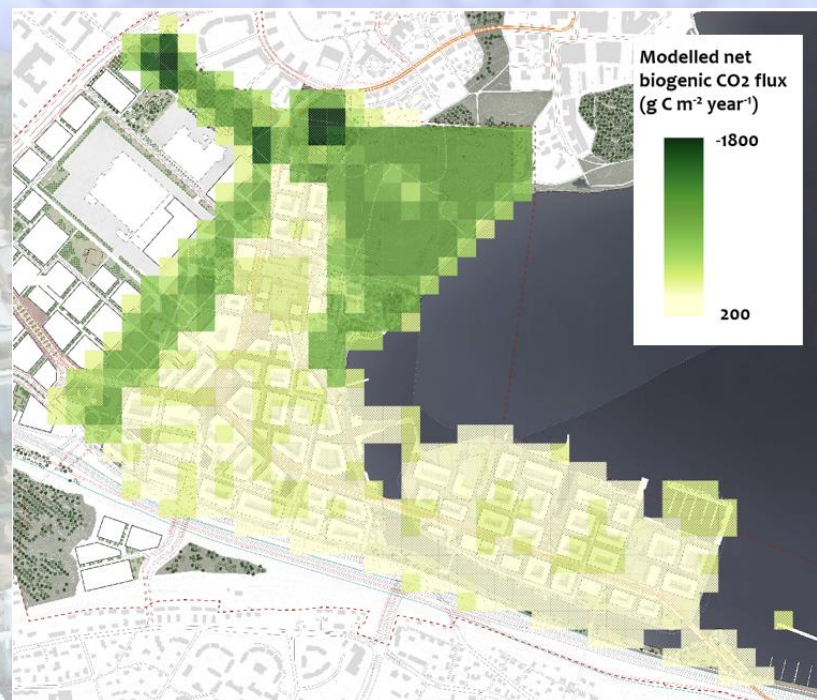 Modelled net
biogenic CO2 flux
(g C m⁻² year⁻¹)
-1800
200